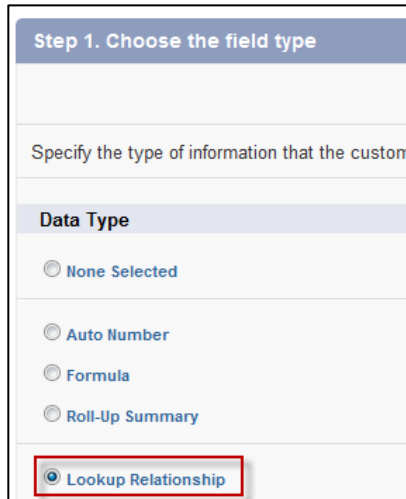 Step 1. Choose the field type
Specify the type of information that the custom
Data Type
None Selected
Auto Number
Formula
Roll-Up Summary
Lookup Relationship